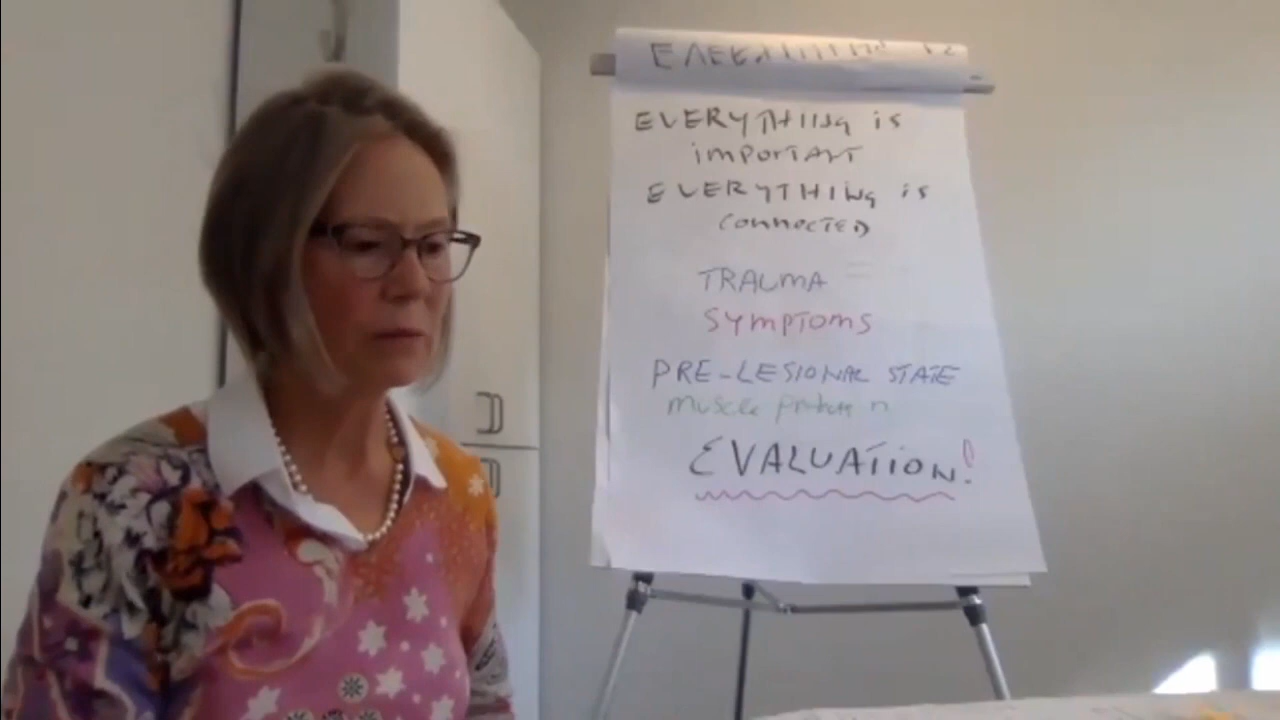 EVERYTHING is
importANT
EVERYTHING is
connecTED
TRAUMA
SYMPTOMS
PRE-LESIONAL STATE
muscle
EVALUATION!